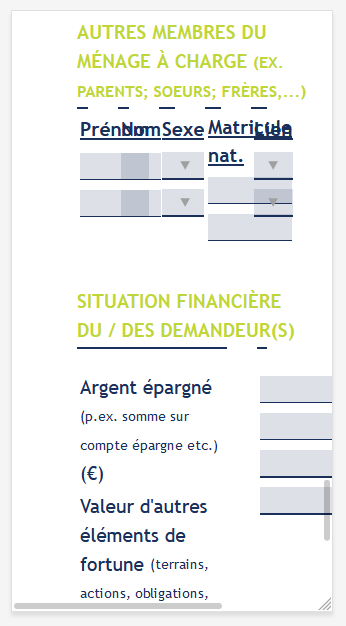 AUTRES MEMBRES DU
MÉNAGE À CHARGE (EX.
PARENTS; SOEURS; FRÈRES,...)
Prénom Nom Sexe Matricule Lien
nat.
SITUATION FINANCIÈRE
DU / DES DEMANDEUR(S)
Argent épargné
(p.ex. somme sur
compte épargne etc.)
(€)
Valeur d'autres
éléments de
fortune (terrains,
actions, obligations,